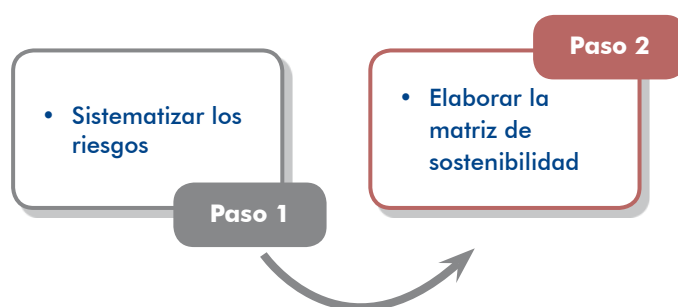 • Sistematizar los
riesgos
Paso 1
Paso 2
• Elaborar la
matriz de
sostenibilidad